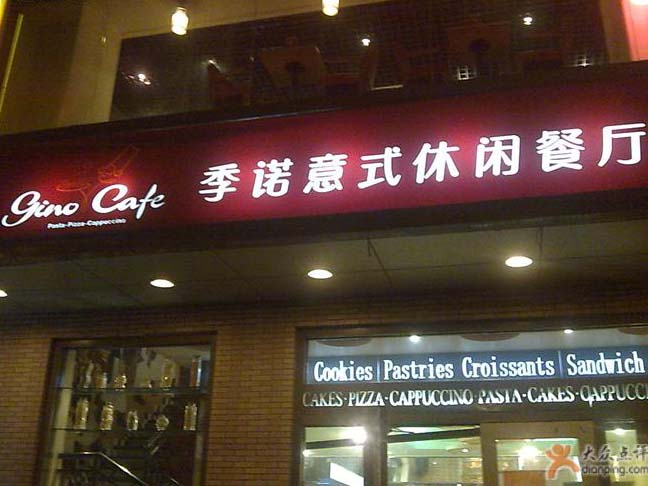 Gino Cafe 季诺意式休闲餐厅
Pasta-Pizza-Cappuccino
Cookies | Pastries Croissants | Sandwich
CAKES·PIZZA·CAPPUCCINO·PASTA·CAKES·CAPPUCCI
大众点评
dianping.com